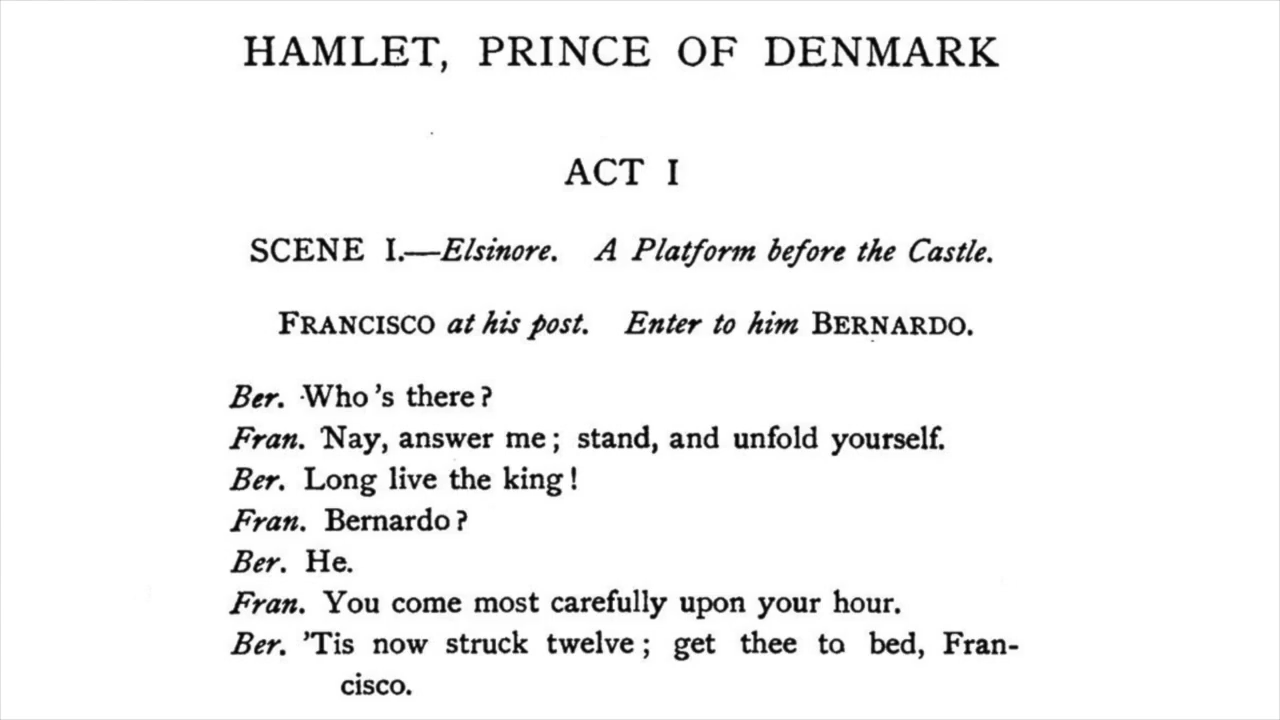 HAMLET, PRINCE OF DENMARK
ACT I
SCENE I.—Elsinore. A Platform before the Castle.
FRANCISCO at his post. Enter to him BERNARDO.
Ber. Who's there?
Fran. Nay, answer me; stand, and unfold yourself.
Ber. Long live the king!
Fran. Bernardo?
Ber. He.
Fran. You come most carefully upon your hour.
Ber. 'Tis now struck twelve; get thee to bed, Fran-
cisco.